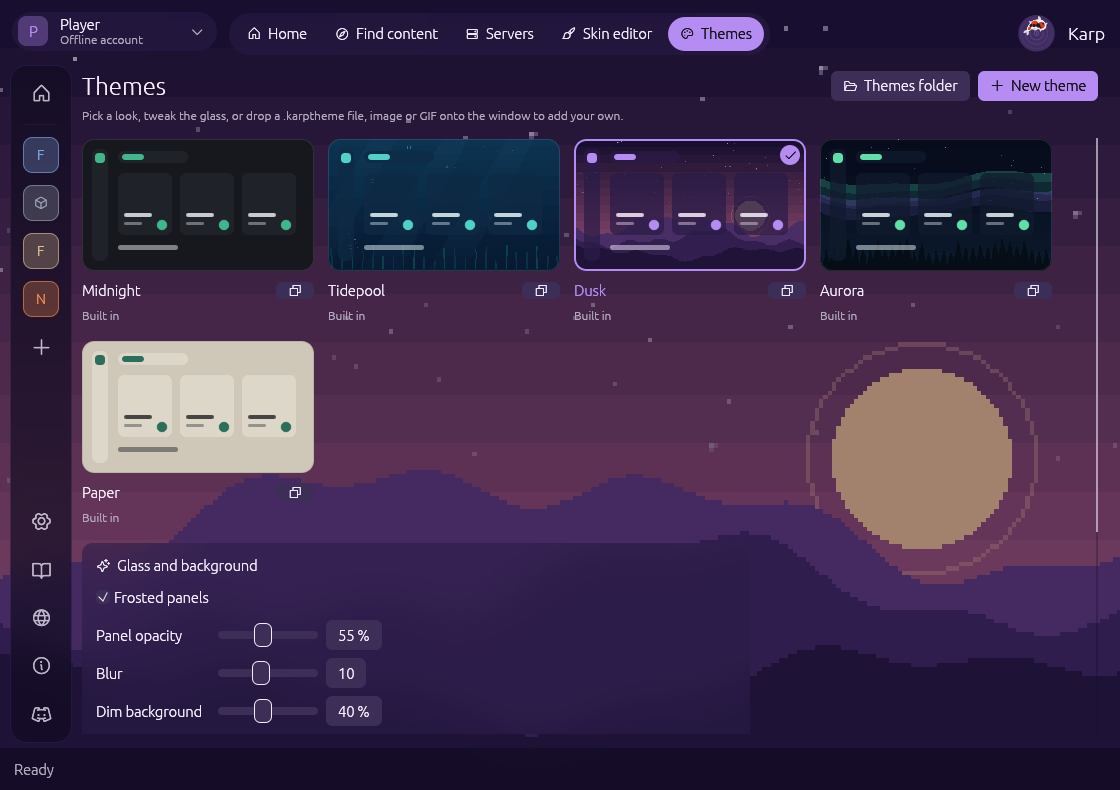 P
Player
Offline account
Home
Find content
Servers
Skin editor
Themes
Karp
Themes
Themes folder
New theme
Pick a look, tweak the glass, or drop a .karptheme file, image or GIF onto the window to add your own.
F
F
N
Midnight
Built in
Tidepool
Built in
Dusk
Built in
Aurora
Built in
Paper
Built in
Glass and background
Frosted panels
Panel opacity
55 %
Blur
10
Dim background
40 %
Ready